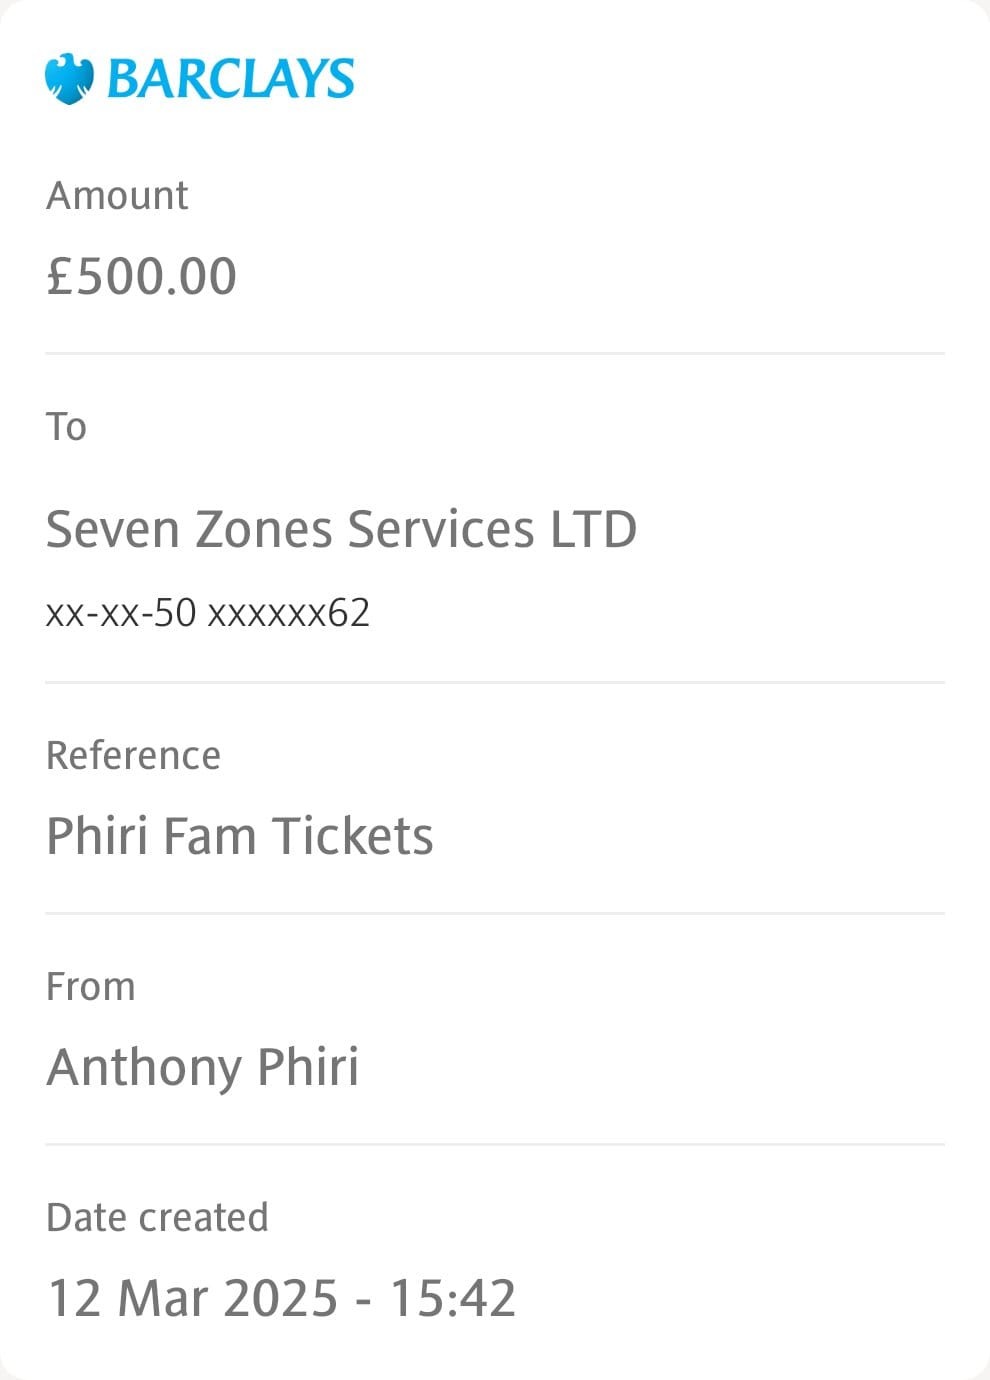 BARCLAYS
Amount
£500.00
To
Seven Zones Services LTD
xx-xx-50 xxxxxx62
Reference
Phiri Fam Tickets
From
Anthony Phiri
Date created
12 Mar 2025 - 15:42